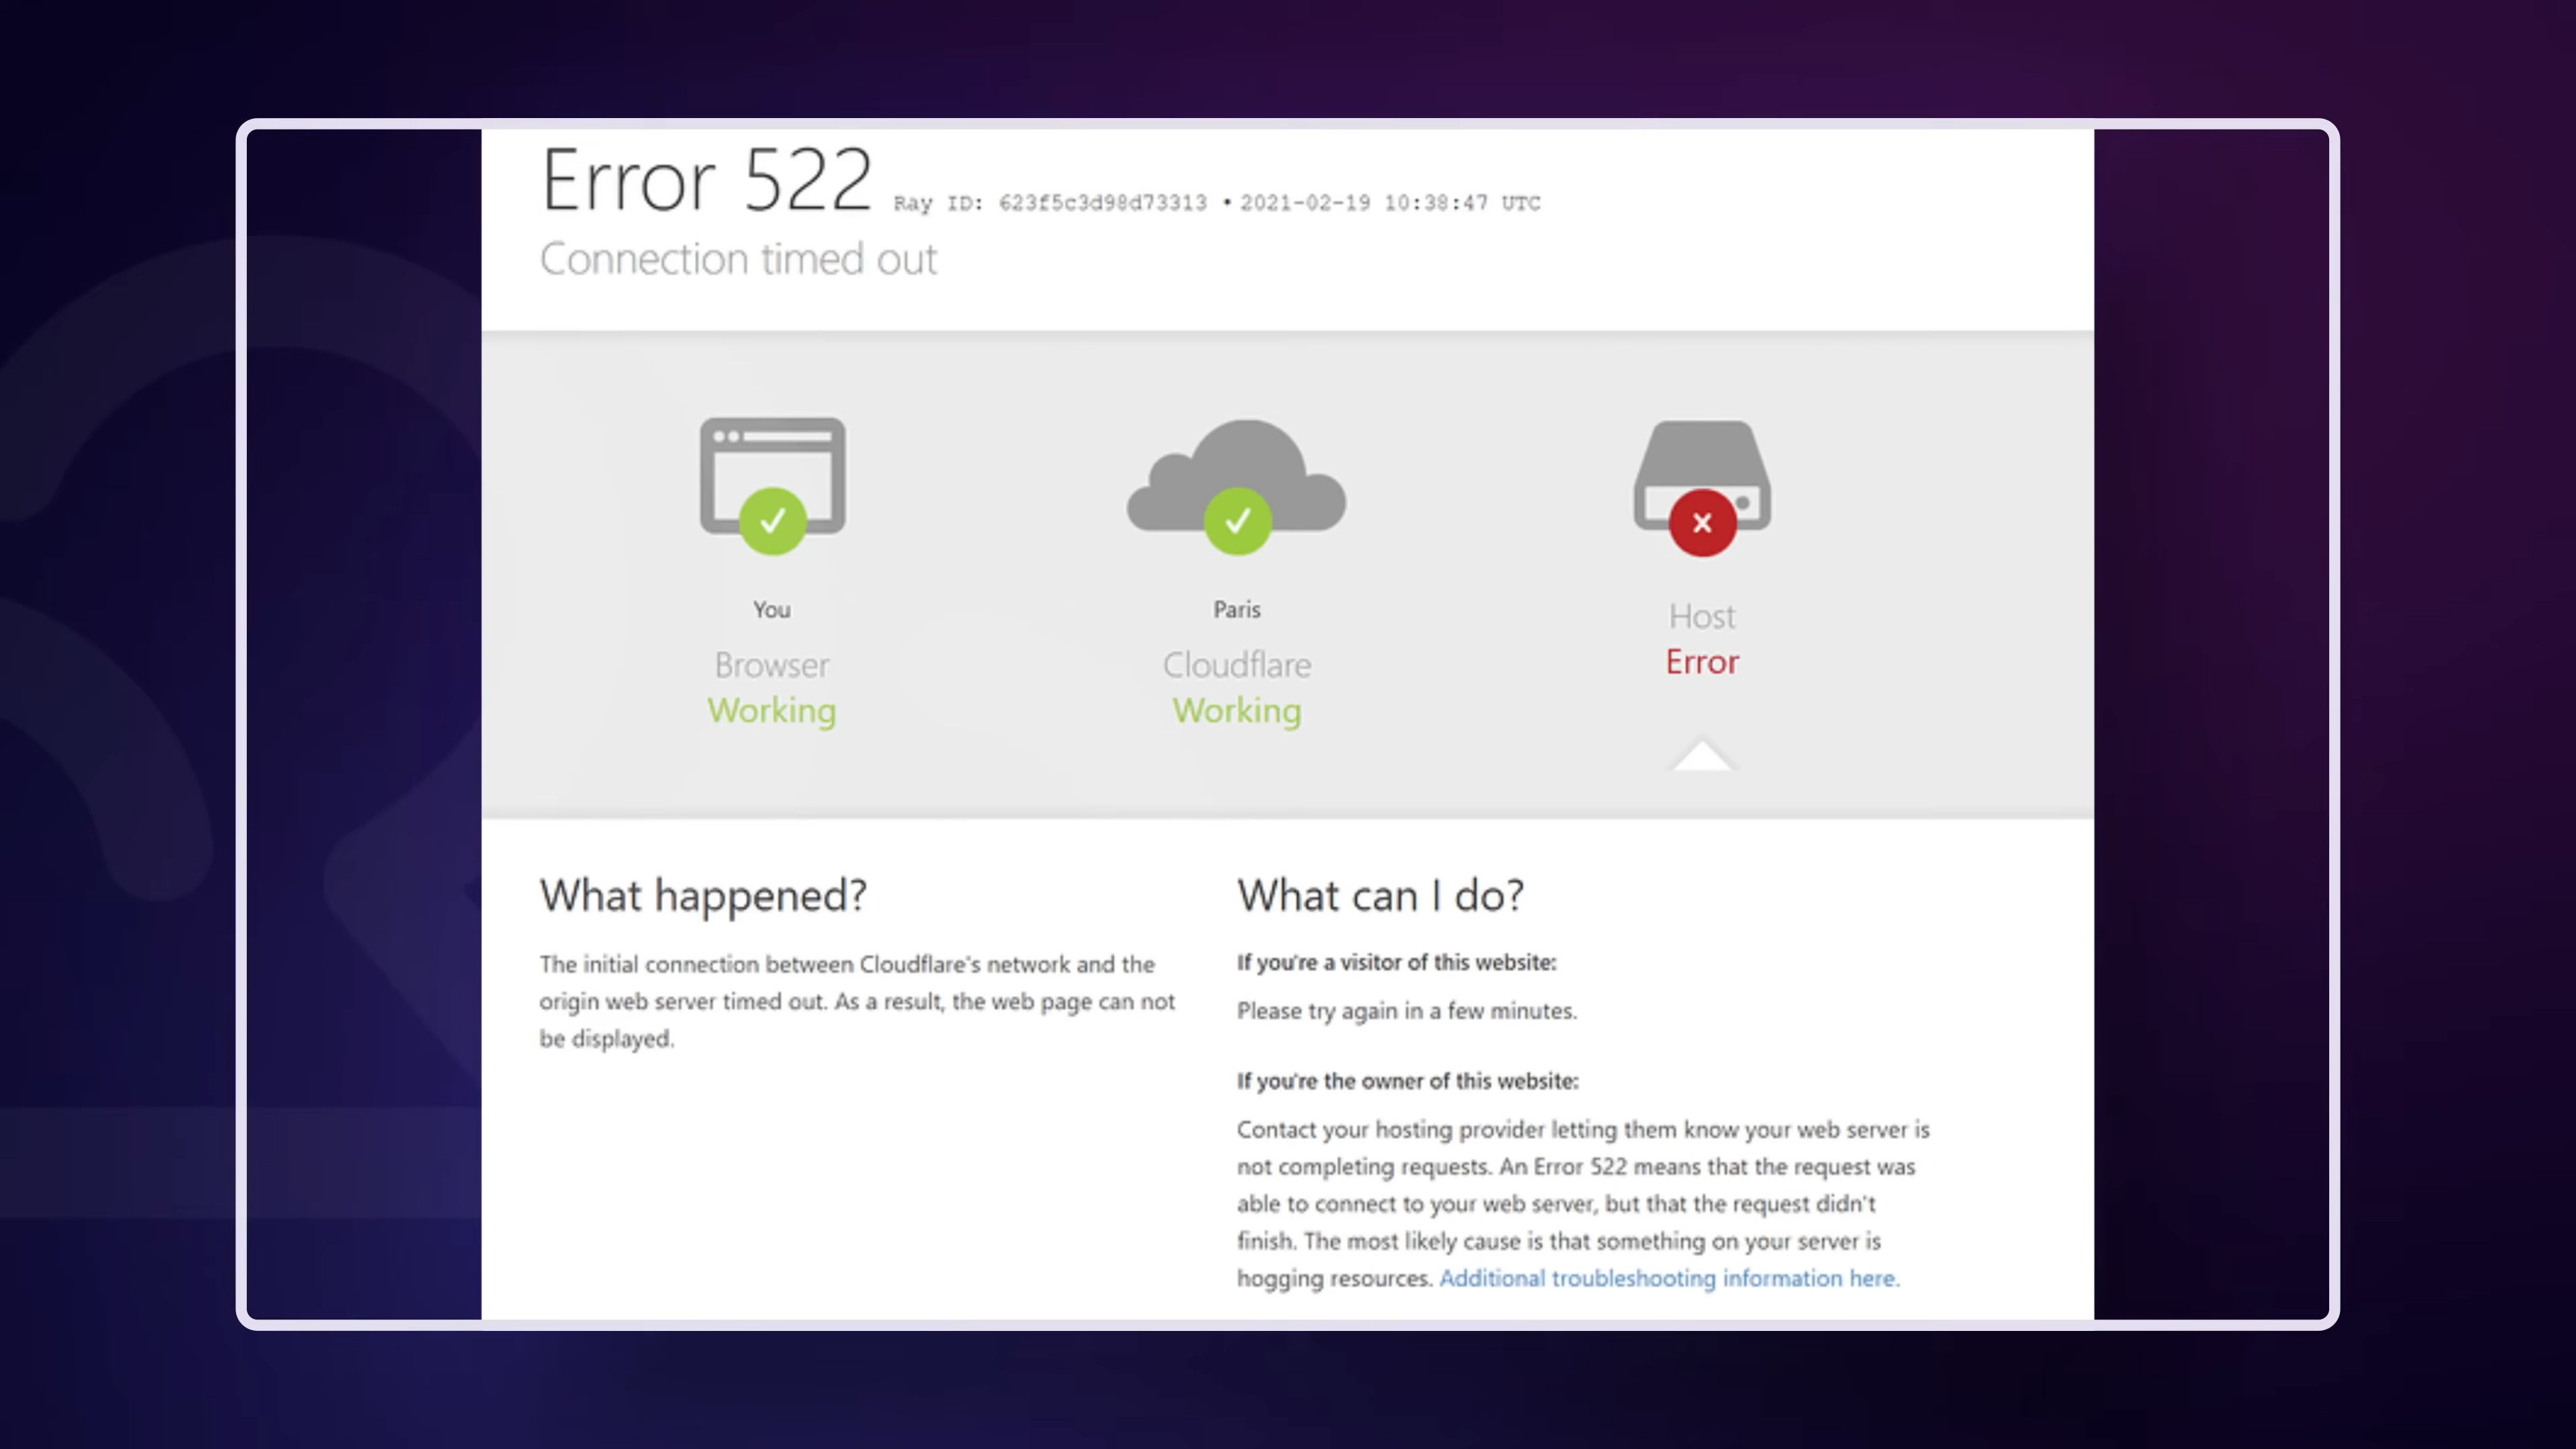 Error 522 Ray ID: 623f5c3d98d73313 • 2021-02-19 10:38:47 UTC
Connection timed out
You
Browser
Working
Paris
Cloudflare
Working
Host
Error
What happened?
The initial connection between Cloudflare's network and the
origin web server timed out. As a result, the web page can not
be displayed.
What can I do?
If you're a visitor of this website:
Please try again in a few minutes.
If you're the owner of this website:
Contact your hosting provider letting them know your web server is
not completing requests. An Error 522 means that the request was
able to connect to your web server, but that the request didn't
finish. The most likely cause is that something on your server is
hogging resources. Additional troubleshooting information here.